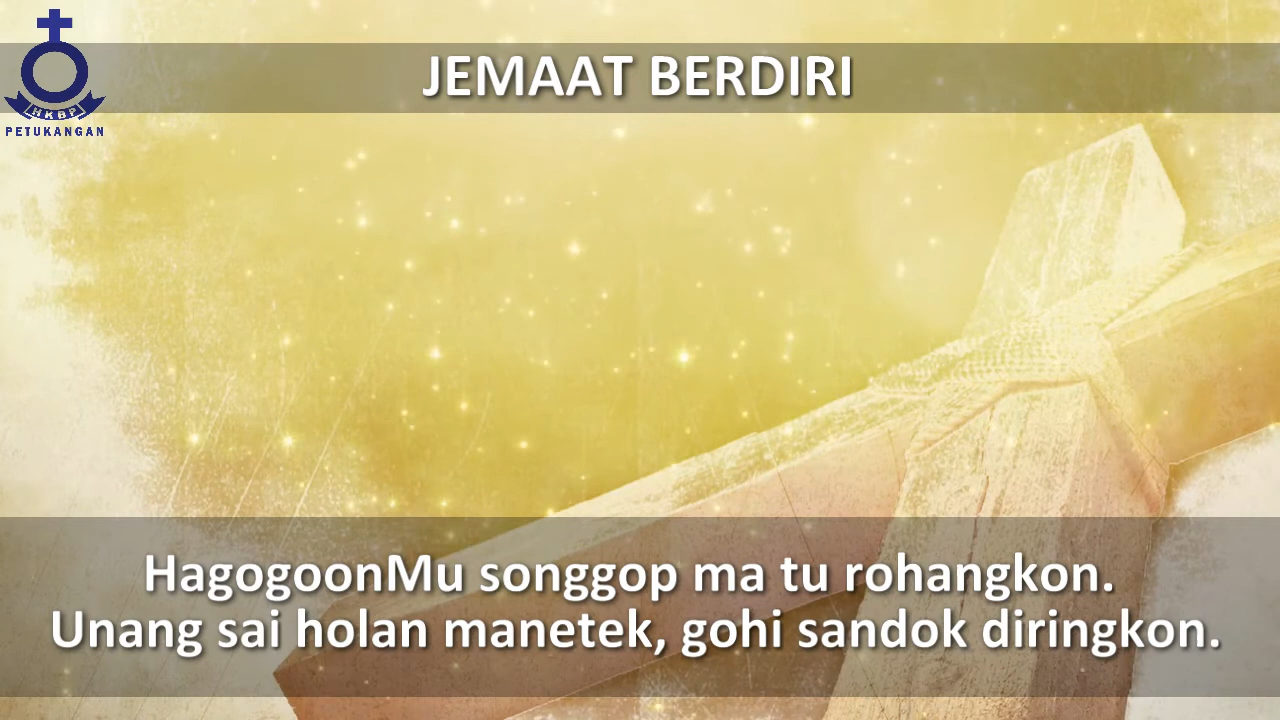 JEMAAT BERDIRI
HKBP
PETUKANGAN
HagogoonMu songgop ma tu rohangkon.
Unang sai holan manetek, gohi sandok diringkon.